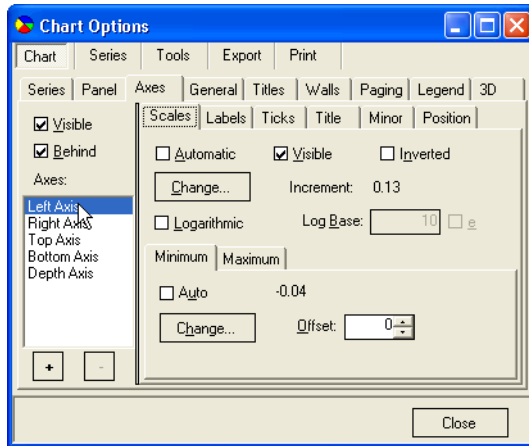 Chart Options
Chart Series Tools Export Print
Series Panel Axes General Titles Walls Paging Legend 3D
Visible
Behind
Axes:
Left Axis
Right Axis
Top Axis
Bottom Axis
Depth Axis
+ -
Scales Labels Ticks Title Minor Position
Automatic Visible Inverted
Change... Increment: 0.13
Logarithmic Log Base: 10 e
Minimum Maximum
Auto -0.04
Change... Offset: 0
Close